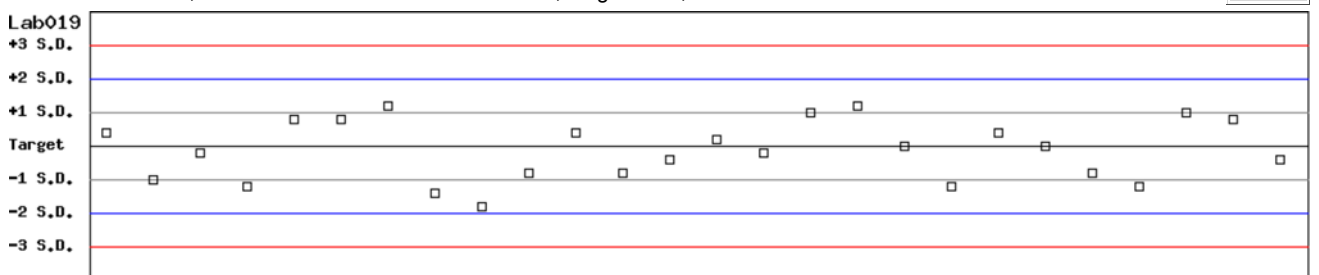 Lab019
+3 S.D.
+2 S.D.
+1 S.D.
Target
-1 S.D.
-2 S.D.
-3 S.D.